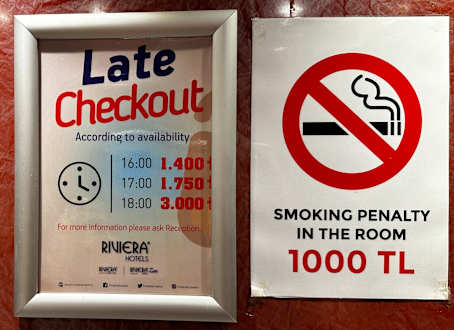 Late
Checkout
According to availability
16:00 1.400 ₺
17:00 1.750 ₺
18:00 3.000 ₺
For more information please ask Reception.
RIVIERA
HOTELS
SMOKING PENALTY
IN THE ROOM
1000 TL